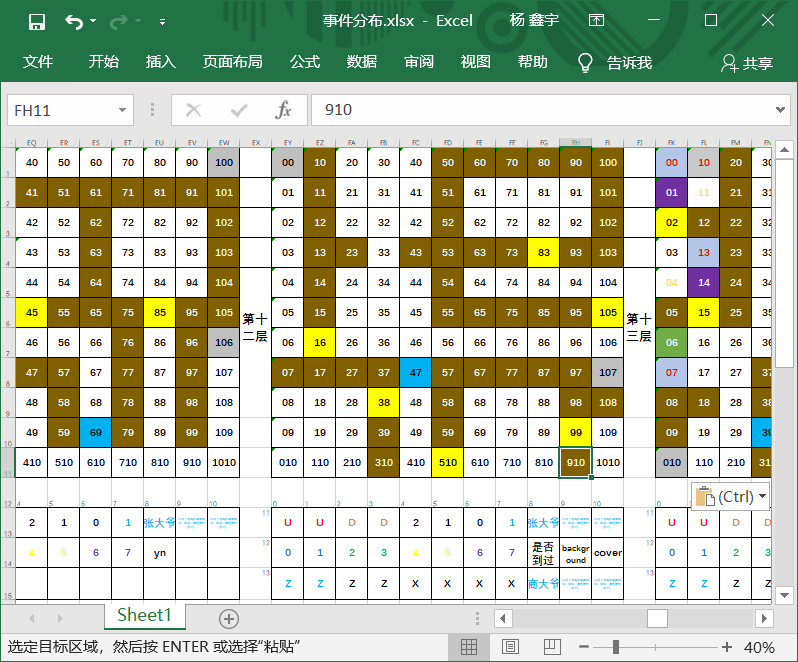 事件分布.xlsx - Excel 杨 鑫宇
文件 开始 插入 页面布局 公式 数据 审阅 视图 帮助 告诉我 共享
FH11 fx 910
EQ ER ES ET EU EV EW EX EY EZ FA FB FC FD FE FF FG FH FI FJ FK FL FM FN
1 40 50 60 70 80 90 100 00 10 20 30 40 50 60 70 80 90 100 00 10 20 30
2 41 51 61 71 81 91 101 01 11 21 31 41 51 61 71 81 91 101 01 11 21 31
3 42 52 62 72 82 92 102 02 12 22 32 42 52 62 72 82 92 102 02 12 22 32
4 43 53 63 73 83 93 103 03 13 23 33 43 53 63 73 83 93 103 03 13 23 33
5 44 54 64 74 84 94 104 04 14 24 34 44 54 64 74 84 94 104 04 14 24 34
6 45 55 65 75 85 95 105 第十二层 05 15 25 35 55 65 75 85 95 105 第十三层 05 15 25 35
7 46 56 66 76 86 96 106 06 16 26 36 46 56 66 76 86 96 106 06 16 26 36
8 47 57 67 77 87 97 107 07 17 27 37 47 57 67 77 87 97 107 07 17 27 37
9 48 58 68 78 88 98 108 08 18 28 38 48 58 68 78 88 98 108 08 18 28 38
10 49 59 69 79 89 99 109 09 19 29 39 49 59 69 79 89 99 109 09 19 29 39
11 410 510 610 710 810 910 1010 010 110 210 310 410 510 610 710 810 910 1010 010 110 210 310
(Ctrl)
12 4 5 6 7 8 9 10 0 1 2 3 4 5 6 7 8 9 10 0 1 2 3
13 2 1 0 1 张大爷 11 U U D D 2 1 0 1 张大爷 11 U U D D
14 4 5 6 7 yn 12 0 1 2 3 4 5 6 7 是否到过 background cover 12 0 1 2 3
15 13 Z Z Z Z X X X X 商大爷 13 Z Z Z Z
Sheet1
选定目标区域，然后按 ENTER 或选择“粘贴” 40%